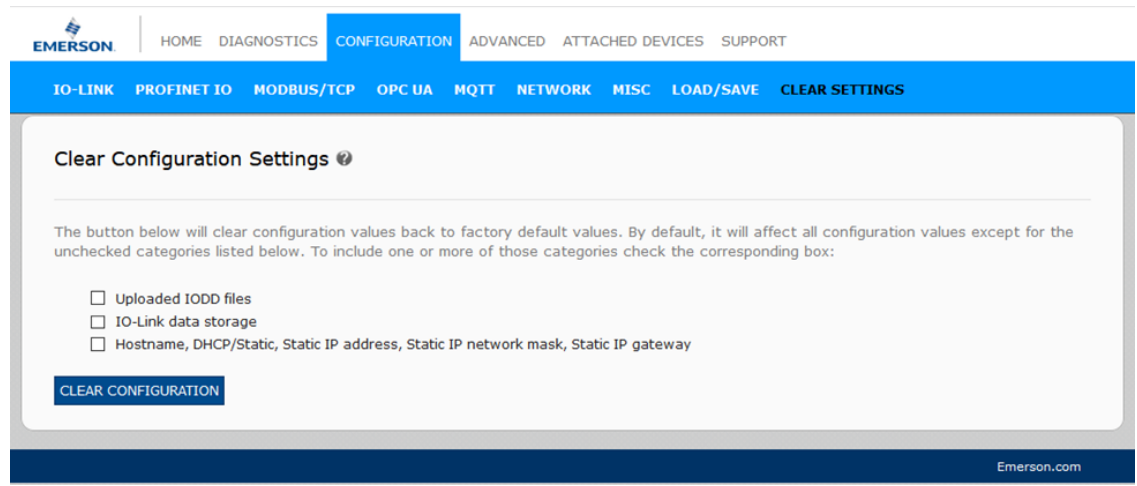 EMERSON.
HOME DIAGNOSTICS CONFIGURATION ADVANCED ATTACHED DEVICES SUPPORT
IO-LINK PROFINET IO MODBUS/TCP OPC UA MQTT NETWORK MISC LOAD/SAVE CLEAR SETTINGS
Clear Configuration Settings ?
The button below will clear configuration values back to factory default values. By default, it will affect all configuration values except for the
unchecked categories listed below. To include one or more of those categories check the corresponding box:
Uploaded IODD files
IO-Link data storage
Hostname, DHCP/Static, Static IP address, Static IP network mask, Static IP gateway
CLEAR CONFIGURATION
Emerson.com